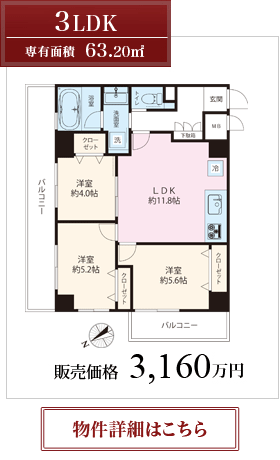 3LDK
専有面積 63.20㎡
浴室
洗面室
トイレ
玄関
MB
下駄箱
洗
クローゼット
冷
洋室
約4.0帖
LDK
約11.8帖
バルコニー
洋室
約5.2帖
クローゼット
洋室
約5.6帖
クローゼット
バルコニー
N
販売価格 3,160万円
物件詳細はこちら